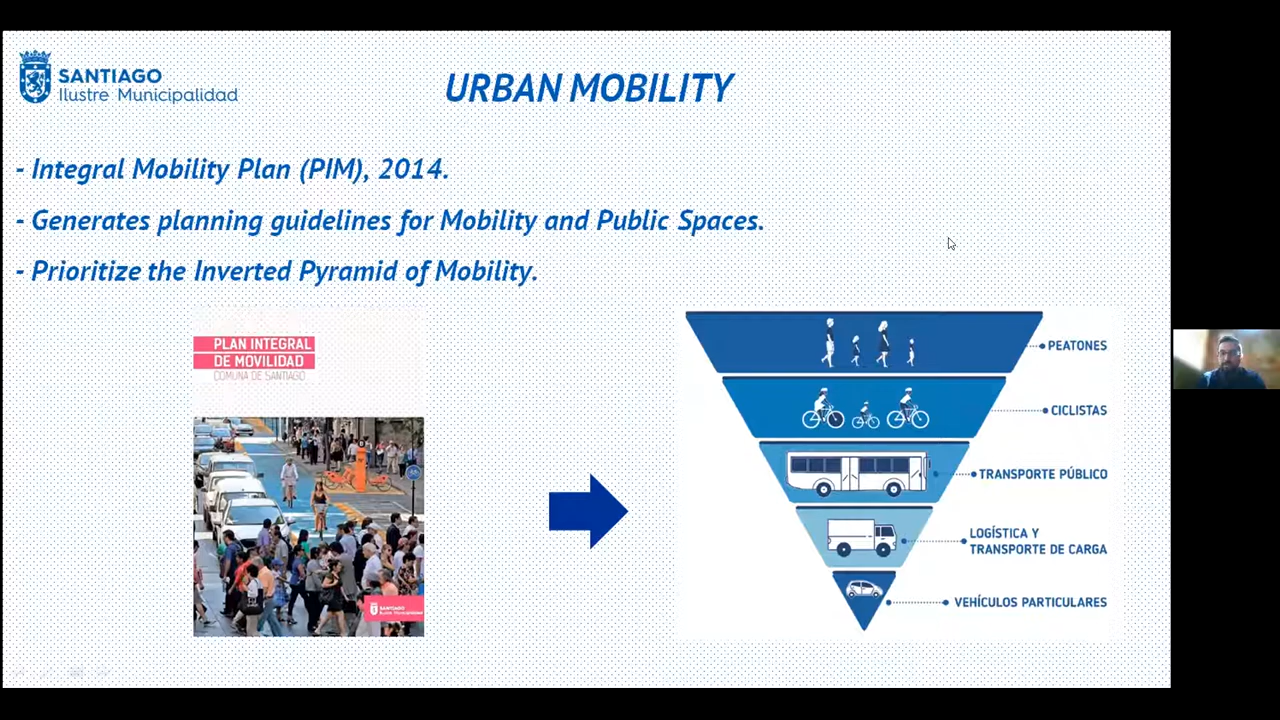 SANTIAGO
Ilustre Municipalidad
URBAN MOBILITY
- Integral Mobility Plan (PIM), 2014.
- Generates planning guidelines for Mobility and Public Spaces.
- Prioritize the Inverted Pyramid of Mobility.
PLAN INTEGRAL
DE MOVILIDAD
COMUNA DE SANTIAGO
SANTIAGO
Ilustre Municipalidad
PEATONES
CICLISTAS
TRANSPORTE PÚBLICO
LOGÍSTICA Y
TRANSPORTE DE CARGA
VEHÍCULOS PARTICULARES